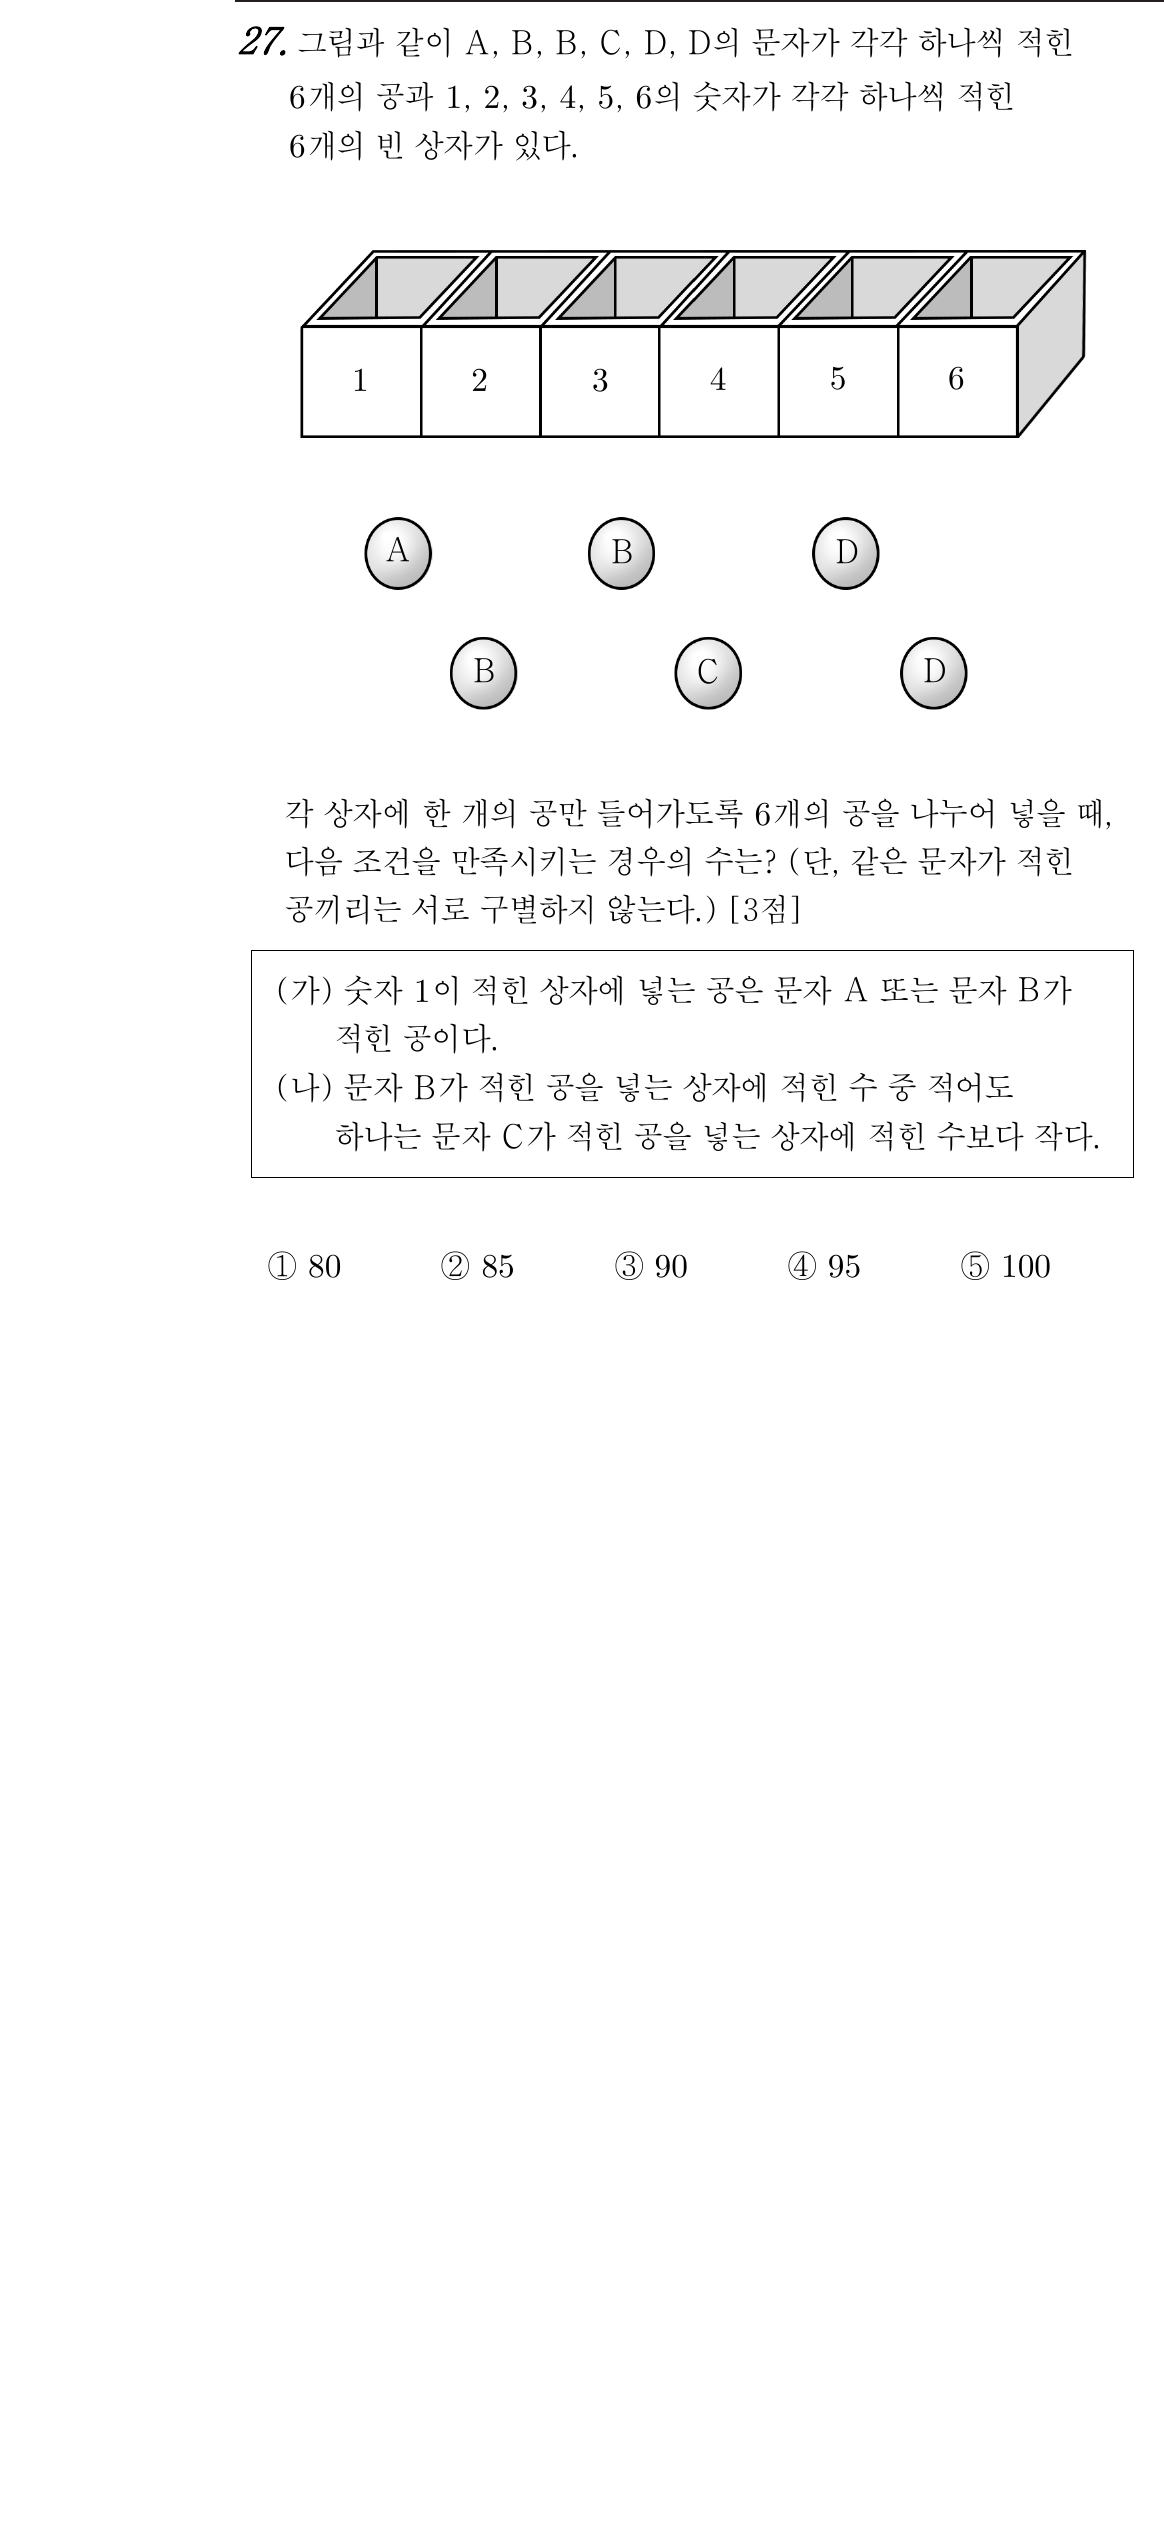 27. 그림과 같이 A, B, B, C, D, D의 문자가 각각 하나씩 적힌
6개의 공과 1, 2, 3, 4, 5, 6의 숫자가 각각 하나씩 적힌
6개의 빈 상자가 있다.
1 2 3 4 5 6
A B D
B C D
각 상자에 한 개의 공만 들어가도록 6개의 공을 나누어 넣을 때,
다음 조건을 만족시키는 경우의 수는? (단, 같은 문자가 적힌
공끼리는 서로 구별하지 않는다.) [3점]
(가) 숫자 1이 적힌 상자에 넣는 공은 문자 A 또는 문자 B가
적힌 공이다.
(나) 문자 B가 적힌 공을 넣는 상자에 적힌 수 중 적어도
하나는 문자 C가 적힌 공을 넣는 상자에 적힌 수보다 작다.
① 80 ② 85 ③ 90 ④ 95 ⑤ 100